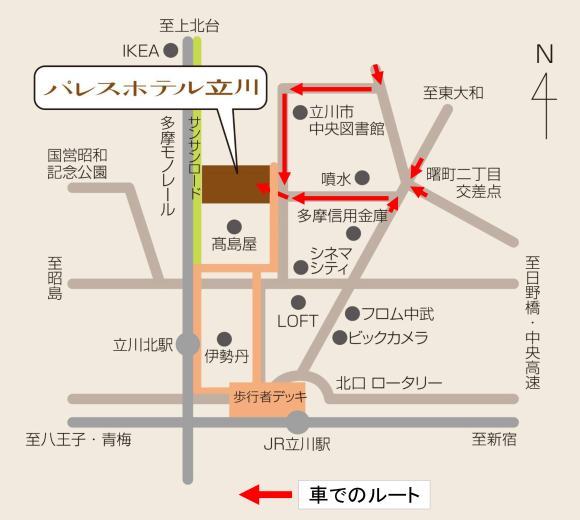 至上北台
IKEA
N
パレスホテル立川
至東大和
立川市
中央図書館
多摩モノレール
サンサンロード
国営昭和
記念公園
噴水
曙町二丁目
交差点
多摩信用金庫
髙島屋
シネマ
シティ
至昭島
至日野橋・中央高速
LOFT
フロム中武
ビックカメラ
立川北駅
伊勢丹
北口 ロータリー
歩行者デッキ
至八王子・青梅
JR立川駅
至新宿
車でのルート